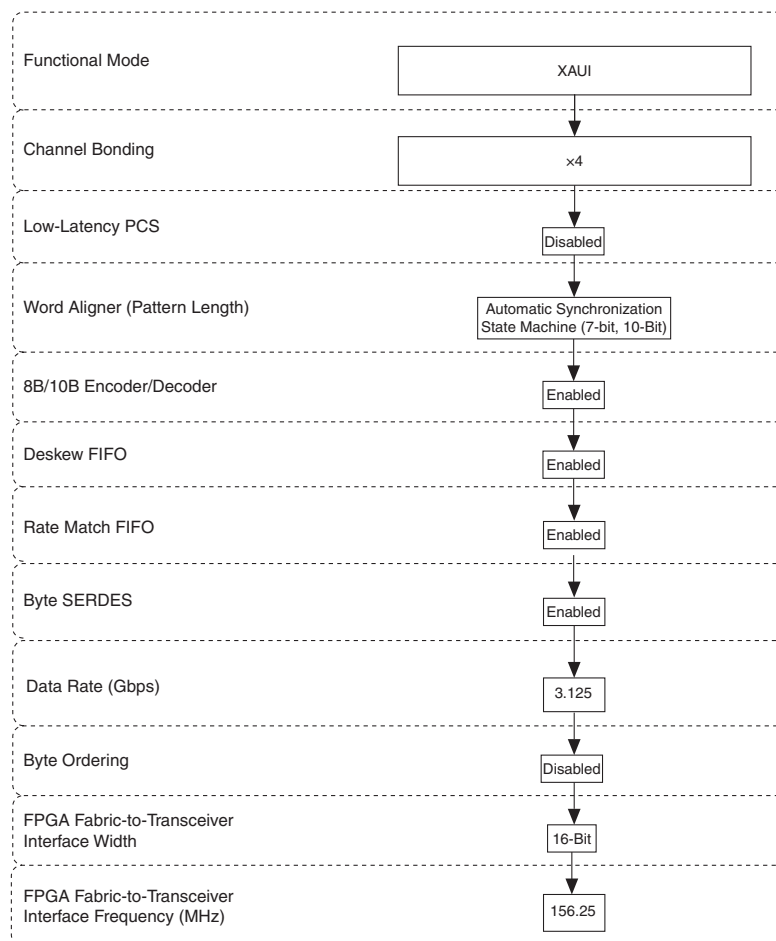 Functional Mode
XAUI
Channel Bonding
×4
Low-Latency PCS
Disabled
Word Aligner (Pattern Length)
Automatic Synchronization
State Machine (7-bit, 10-Bit)
8B/10B Encoder/Decoder
Enabled
Deskew FIFO
Enabled
Rate Match FIFO
Enabled
Byte SERDES
Enabled
Data Rate (Gbps)
3.125
Byte Ordering
Disabled
FPGA Fabric-to-Transceiver
Interface Width
16-Bit
FPGA Fabric-to-Transceiver
Interface Frequency (MHz)
156.25